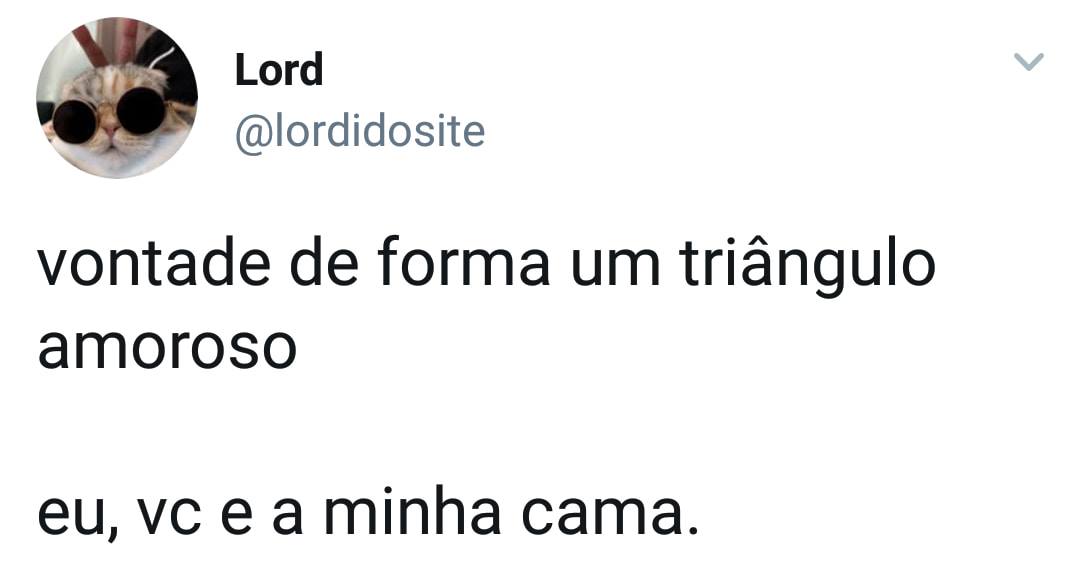 Lord
@lordidosite
vontade de forma um triângulo
amoroso
eu, vc e a minha cama.